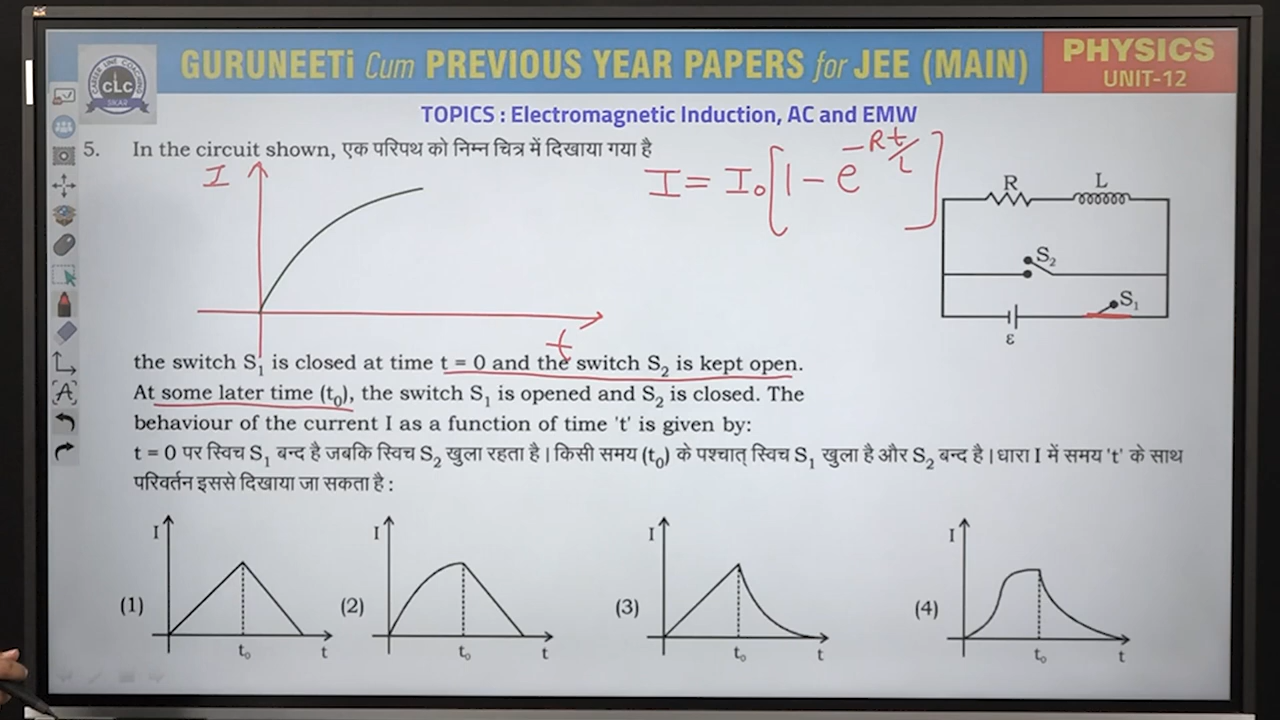 GURUNEETi Cum PREVIOUS YEAR PAPERS for JEE (MAIN)
PHYSICS
UNIT-12
CLC
SIKAR
TOPICS : Electromagnetic Induction, AC and EMW
5. In the circuit shown, एक परिपथ को निम्न चित्र में दिखाया गया है
I
I = I₀[1 - e^{-Rt/L}]
R L
S₂
S₁
ε
t
the switch S₁ is closed at time t = 0 and the switch S₂ is kept open.
At some later time (t₀), the switch S₁ is opened and S₂ is closed. The
behaviour of the current I as a function of time 't' is given by:
t = 0 पर स्विच S₁ बन्द है जबकि स्विच S₂ खुला रहता है। किसी समय (t₀) के पश्चात् स्विच S₁ खुला है और S₂ बन्द है। धारा I में समय 't' के साथ
परिवर्तन इससे दिखाया जा सकता है :
I I I I
(1) (2) (3) (4)
t₀ t t₀ t t₀ t t₀ t